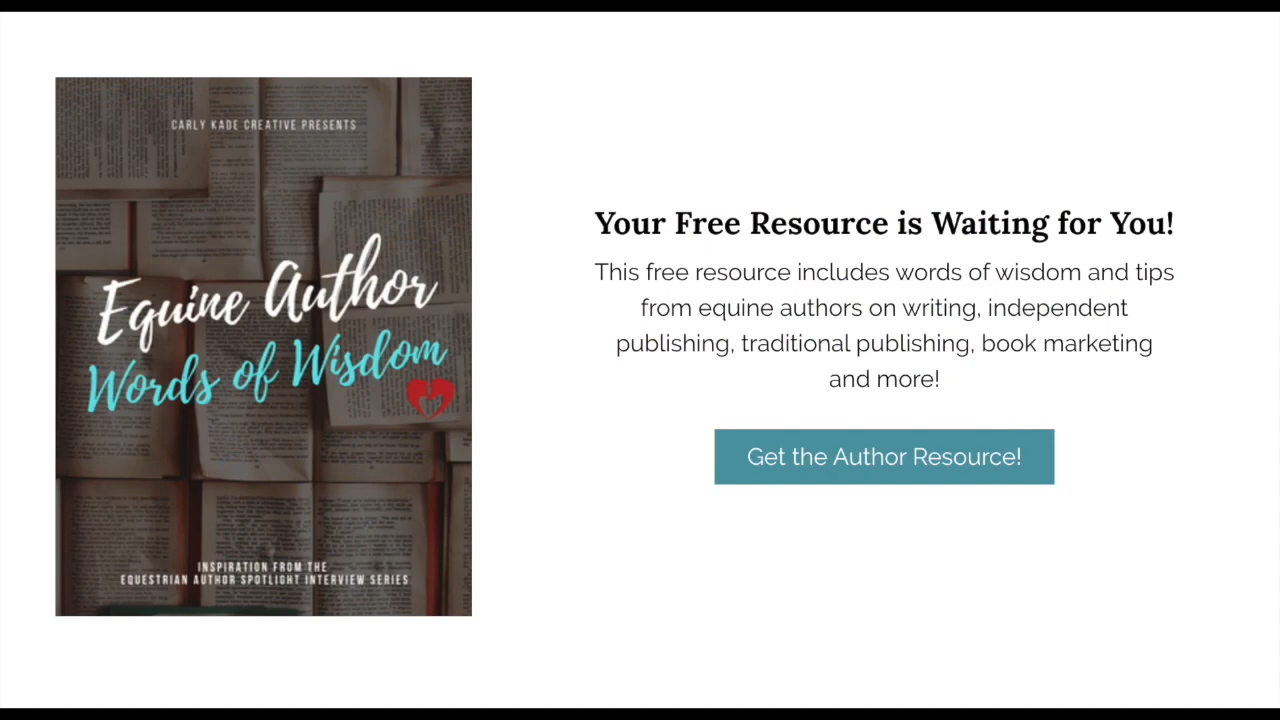 CARLY KADE CREATIVE PRESENTS
Equine Author
Words of Wisdom
INSPIRATION FROM THE
EQUESTRIAN AUTHOR SPOTLIGHT INTERVIEW SERIES
Your Free Resource is Waiting for You!
This free resource includes words of wisdom and tips
from equine authors on writing, independent
publishing, traditional publishing, book marketing
and more!
Get the Author Resource!